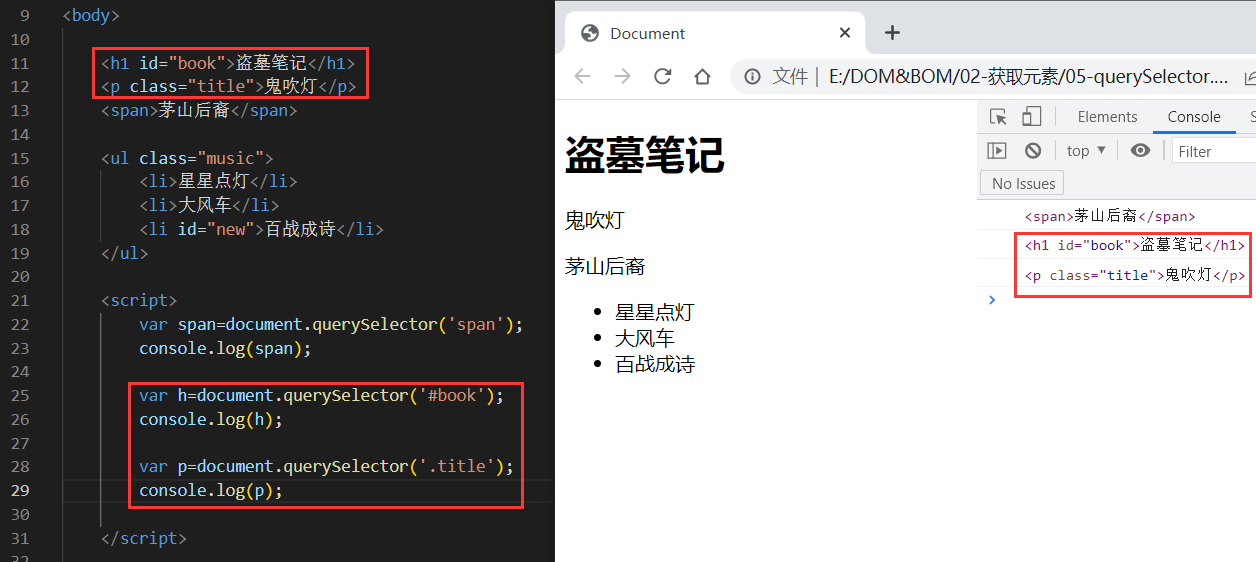 9 <body>
10
11 <h1 id="book">盗墓笔记</h1>
12 <p class="title">鬼吹灯</p>
13 <span>茅山后裔</span>
14
15 <ul class="music">
16 <li>星星点灯</li>
17 <li>大风车</li>
18 <li id="new">百战成诗</li>
19 </ul>
20
21 <script>
22 var span=document.querySelector('span');
23 console.log(span);
24
25 var h=document.querySelector('#book');
26 console.log(h);
27
28 var p=document.querySelector('.title');
29 console.log(p);
30
31 </script>
Document
文件 | E:/DOM&BOM/02-获取元素/05-querySelector....
盗墓笔记
鬼吹灯
茅山后裔
• 星星点灯
• 大风车
• 百战成诗
Elements Console
top ▼ Filter
No Issues
<span>茅山后裔</span>
<h1 id="book">盗墓笔记</h1>
<p class="title">鬼吹灯</p>